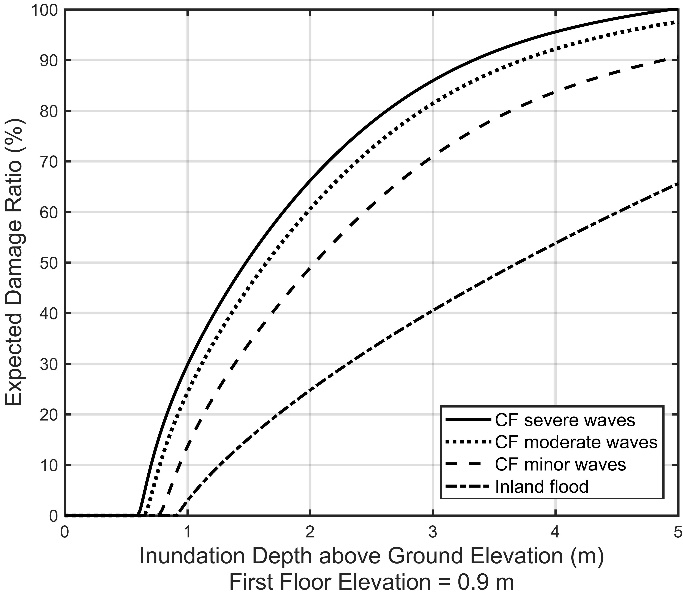 Expected Damage Ratio (%)
100
90
80
70
60
50
40
30
20
10
0
0 1 2 3 4 5
CF severe waves
CF moderate waves
CF minor waves
Inland flood
Inundation Depth above Ground Elevation (m)
First Floor Elevation = 0.9 m